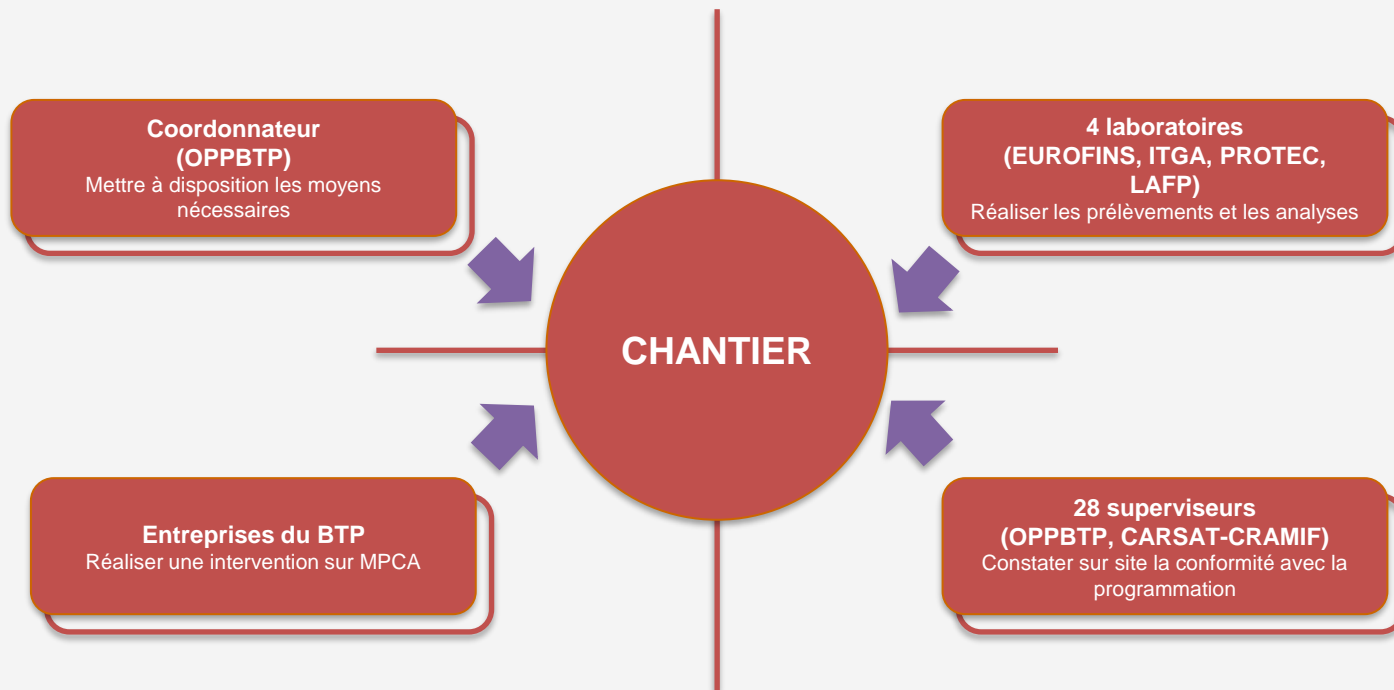 Coordonnateur
(OPPBTP)
Mettre à disposition les moyens
nécessaires
4 laboratoires
(EUROFINS, ITGA, PROTEC,
LAFP)
Réaliser les prélèvements et les analyses
CHANTIER
Entreprises du BTP
Réaliser une intervention sur MPCA
28 superviseurs
(OPPBTP, CARSAT-CRAMIF)
Constater sur site la conformité avec la
programmation